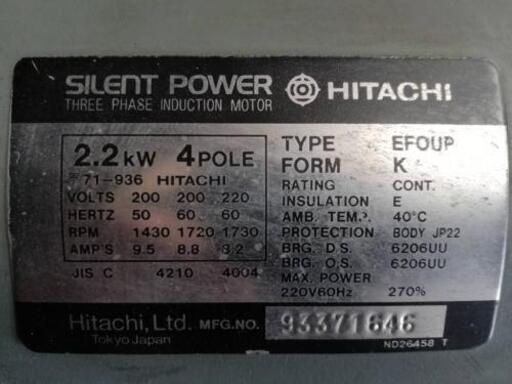 SILENT POWER HITACHI
THREE PHASE INDUCTION MOTOR
2.2kW 4POLE
〒71-936 HITACHI
VOLTS 200 200 220
HERTZ 50 60 60
RPM 1430 1720 1730
AMP'S 9.5 8.8 8.2
JIS C 4210 4004
TYPE EFOUP
FORM K
RATING CONT.
INSULATION E
AMB. TEMP. 40°C
PROTECTION BODY JP22
BRG. D.S. 6206UU
BRG. O.S. 6206UU
MAX. POWER
220V60Hz 270%
Hitachi, Ltd. MFG.NO. 93371646
Tokyo Japan
ND26458 T